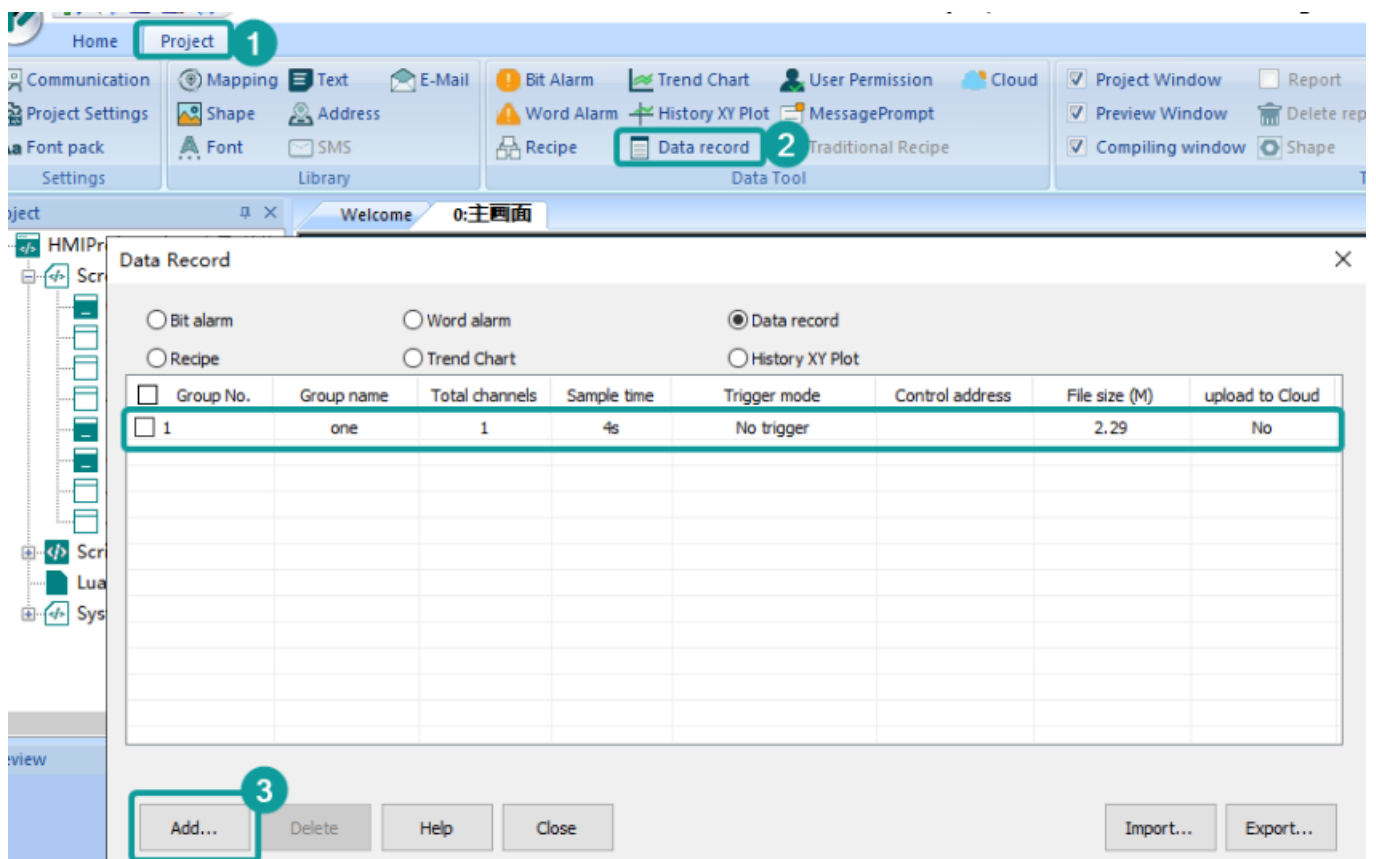 Home Project 1
Communication Mapping Text E-Mail Bit Alarm Trend Chart User Permission Cloud Project Window Report
Project Settings Shape Address Word Alarm History XY Plot MessagePrompt Preview Window Delete rep
Font pack Font SMS Recipe Data record 2 Traditional Recipe Compiling window Shape
Settings Library Data Tool T
oject Welcome 0:主画面
HMIPr
Scr
Scri
Lua
Sys
eview
Data Record
Bit alarm Word alarm Data record
Recipe Trend Chart History XY Plot
Group No. Group name Total channels Sample time Trigger mode Control address File size (M) upload to Cloud
1 one 1 4s No trigger 2.29 No
3
Add... Delete Help Close Import... Export...